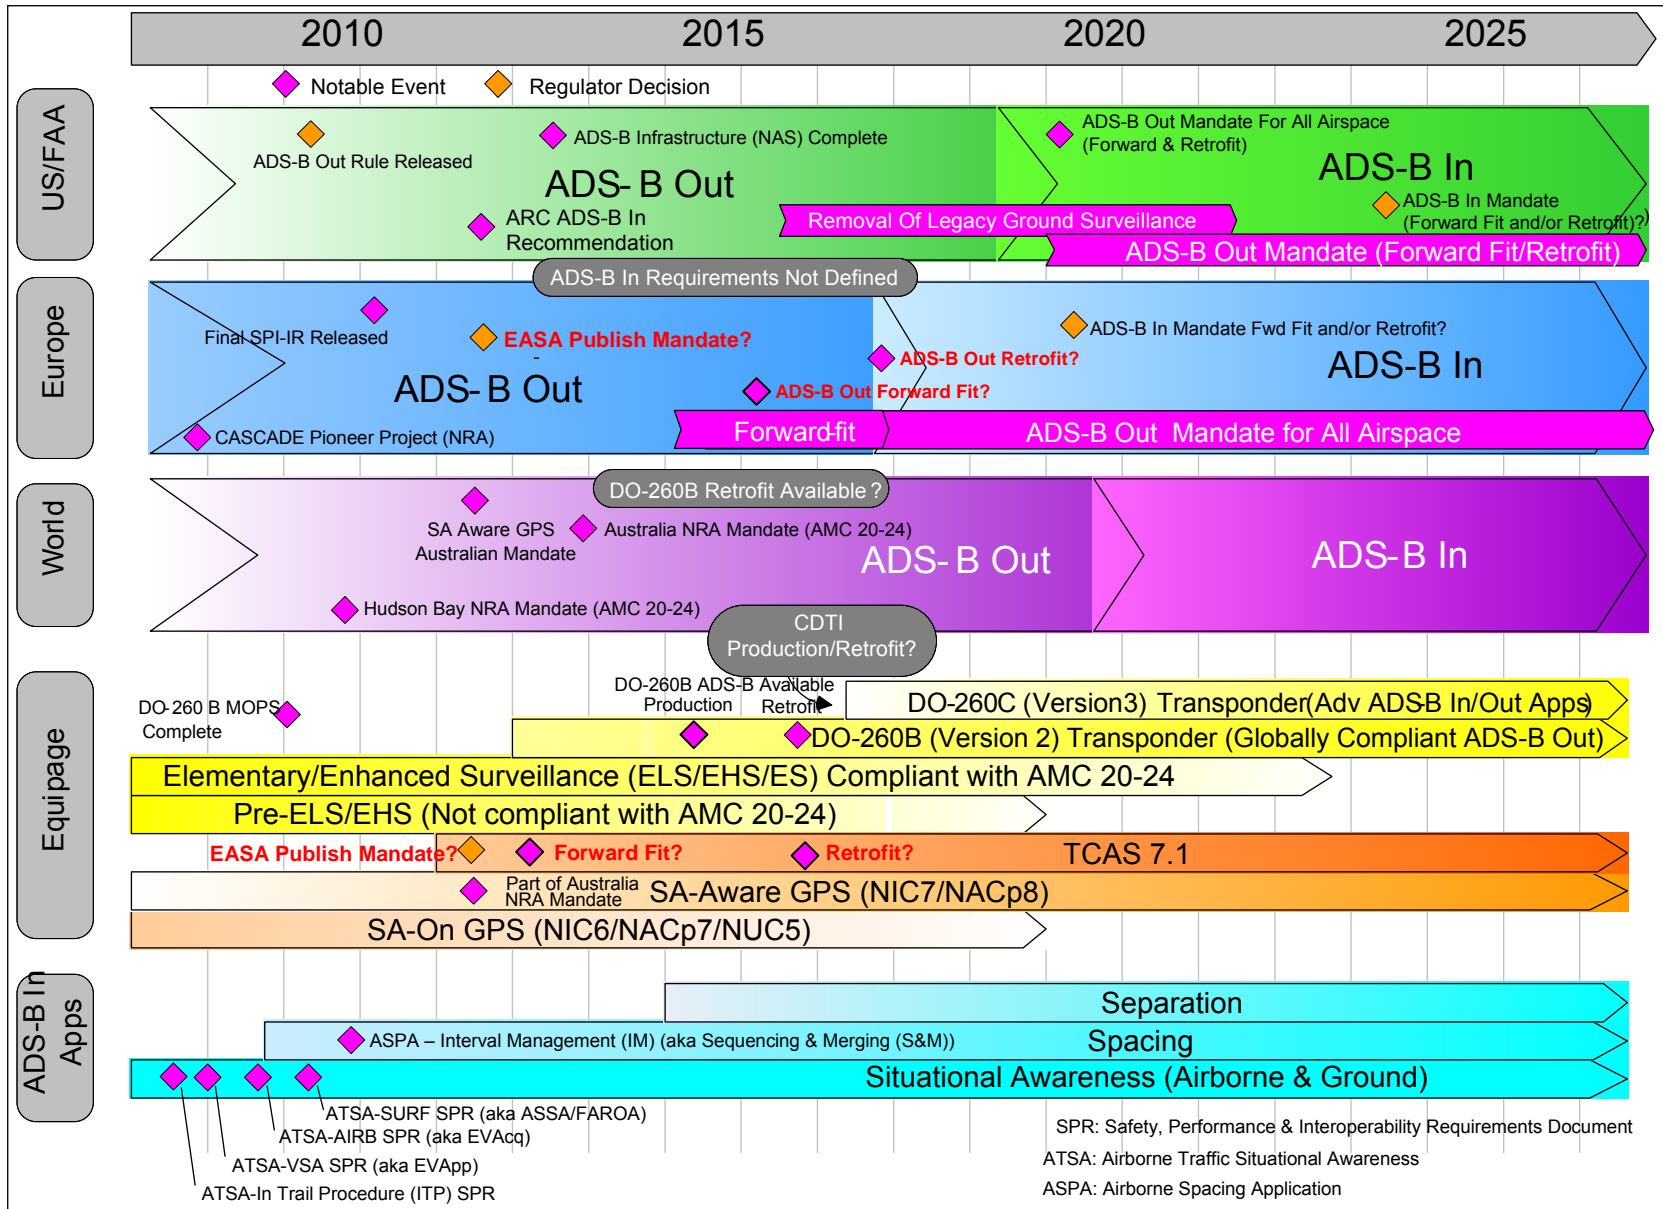 2010 2015 2020 2025
Notable Event
Regulator Decision
US/FAA
ADS-B Out Rule Released
ADS-B Infrastructure (NAS) Complete
ADS-B Out
ARC ADS-B In
Recommendation
ADS-B Out Mandate For All Airspace
(Forward & Retrofit)
ADS-B In
ADS-B In Mandate
(Forward Fit and/or Retrofit)?)
Removal Of Legacy Ground Surveillance
ADS-B Out Mandate (Forward Fit/Retrofit)
ADS-B In Requirements Not Defined
Europe
Final SPI-IR Released
EASA Publish Mandate?
-
ADS-B Out
CASCADE Pioneer Project (NRA)
ADS-B Out Retrofit?
ADS-B Out Forward Fit?
ADS-B In Mandate Fwd Fit and/or Retrofit?
ADS-B In
Forward-fit
ADS-B Out Mandate for All Airspace
World
DO-260B Retrofit Available ?
SA Aware GPS
Australian Mandate
Australia NRA Mandate (AMC 20-24)
ADS-B Out
ADS-B In
Hudson Bay NRA Mandate (AMC 20-24)
CDTI
Production/Retrofit?
Equipage
DO-260 B MOPS
Complete
DO-260B ADS-B Available
Production
Retrofit
DO-260C (Version3) Transponder(Adv ADS-B In/Out Apps)
DO-260B (Version 2) Transponder (Globally Compliant ADS-B Out)
Elementary/Enhanced Surveillance (ELS/EHS/ES) Compliant with AMC 20-24
Pre-ELS/EHS (Not compliant with AMC 20-24)
EASA Publish Mandate?
Forward Fit?
Retrofit?
TCAS 7.1
Part of Australia
NRA Mandate
SA-Aware GPS (NIC7/NACp8)
SA-On GPS (NIC6/NACp7/NUC5)
ADS-B In
Apps
Separation
ASPA – Interval Management (IM) (aka Sequencing & Merging (S&M))
Spacing
Situational Awareness (Airborne & Ground)
ATSA-SURF SPR (aka ASSA/FAROA)
ATSA-AIRB SPR (aka EVAcq)
ATSA-VSA SPR (aka EVApp)
ATSA-In Trail Procedure (ITP) SPR
SPR: Safety, Performance & Interoperability Requirements Document
ATSA: Airborne Traffic Situational Awareness
ASPA: Airborne Spacing Application